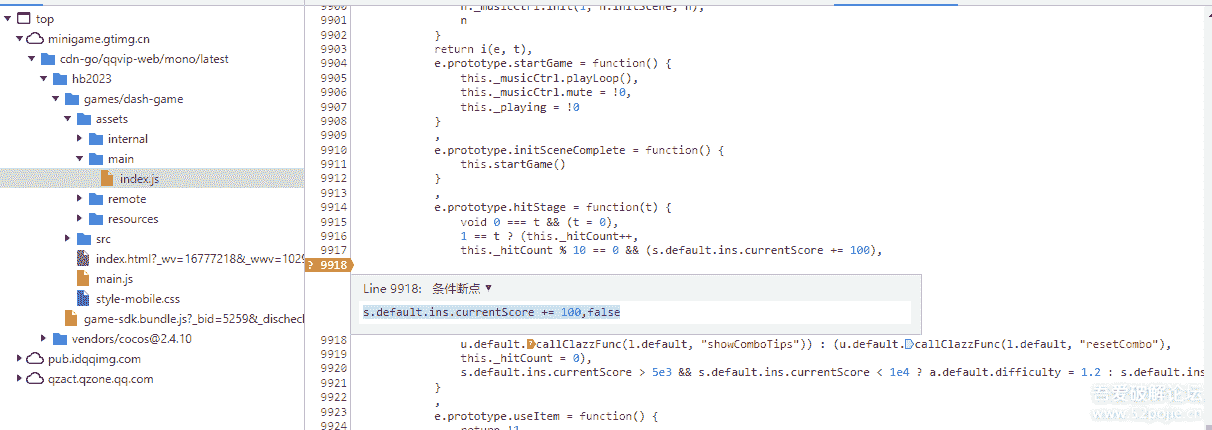 top
minigame.gtimg.cn
cdn-go/qqvip-web/mono/latest
hb2023
games/dash-game
assets
internal
main
index.js
remote
resources
src
index.html?_wv=16777218&_wwv=1029
main.js
style-mobile.css
game-sdk.bundle.js?_bid=5259&_discheck
vendors/cocos@2.4.10
pub.idqqimg.com
qzact.qzone.qq.com
9900 n._musicCtrl.init(i, n.initScene, n),
9901 n
9902 }
9903 return i(e, t),
9904 e.prototype.startGame = function() {
9905 this._musicCtrl.playLoop(),
9906 this._musicCtrl.mute = !0,
9907 this._playing = !0
9908 }
9909 ,
9910 e.prototype.initSceneComplete = function() {
9911 this.startGame()
9912 }
9913 ,
9914 e.prototype.hitStage = function(t) {
9915 void 0 === t && (t = 0),
9916 1 == t ? (this._hitCount++,
9917 this._hitCount % 10 == 0 && (s.default.ins.currentScore += 100),
? 9918
Line 9918: 条件断点 ▼
s.default.ins.currentScore += 100,false
9918 u.default.?callClazzFunc(l.default, "showComboTips")) : (u.default.callClazzFunc(l.default, "resetCombo"),
9919 this._hitCount = 0),
9920 s.default.ins.currentScore > 5e3 && s.default.ins.currentScore < 1e4 ? a.default.difficulty = 1.2 : s.default.ins
9921 }
9922 ,
9923 e.prototype.useItem = function() {
9924 return !1
吾爱破解论坛
www.52pojie.cn